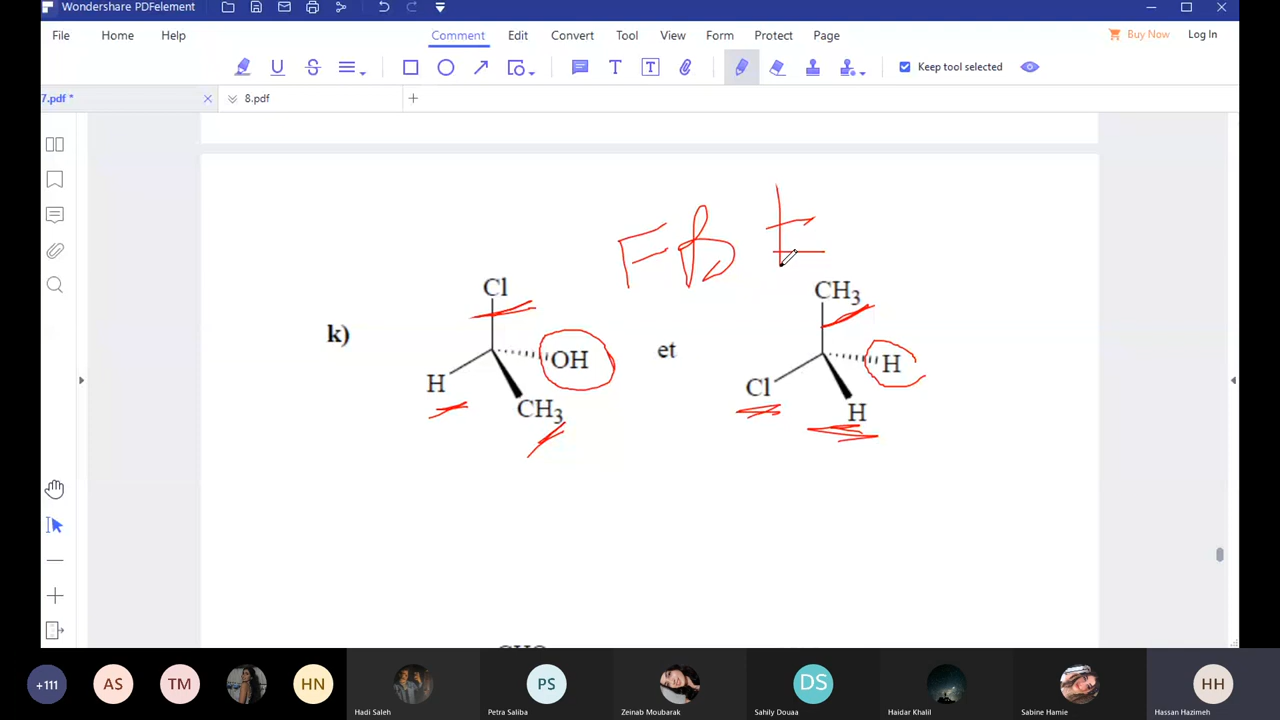 Wondershare PDFelement
File Home Help Comment Edit Convert Tool View Form Protect Page Buy Now Log In
Keep tool selected
7.pdf * 8.pdf
FB
k) Cl H OH CH3 et CH3 Cl H H
+111 AS TM HN PS DS HH
Hadi Saleh Petra Saliba Zeinab Moubarak Sahily Douaa Haidar Khalil Sabine Hamie Hassan Hazimeh